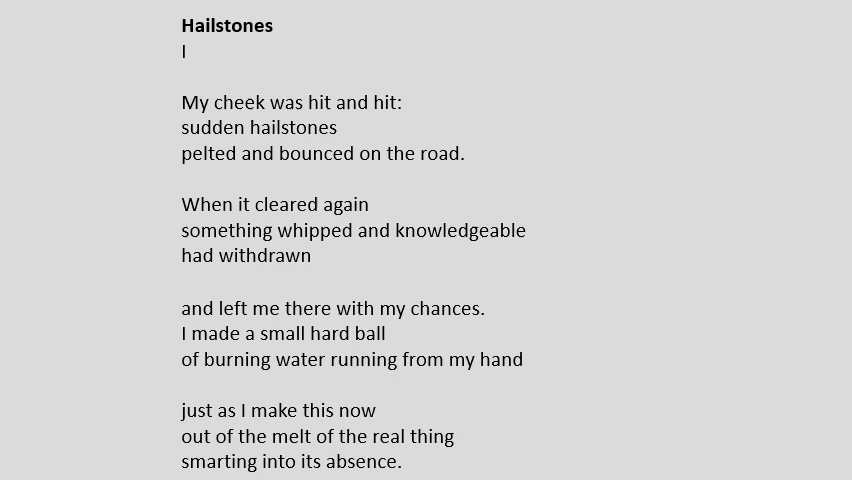 Hailstones
I
My cheek was hit and hit:
sudden hailstones
pelted and bounced on the road.
When it cleared again
something whipped and knowledgeable
had withdrawn
and left me there with my chances.
I made a small hard ball
of burning water running from my hand
just as I make this now
out of the melt of the real thing
smarting into its absence.